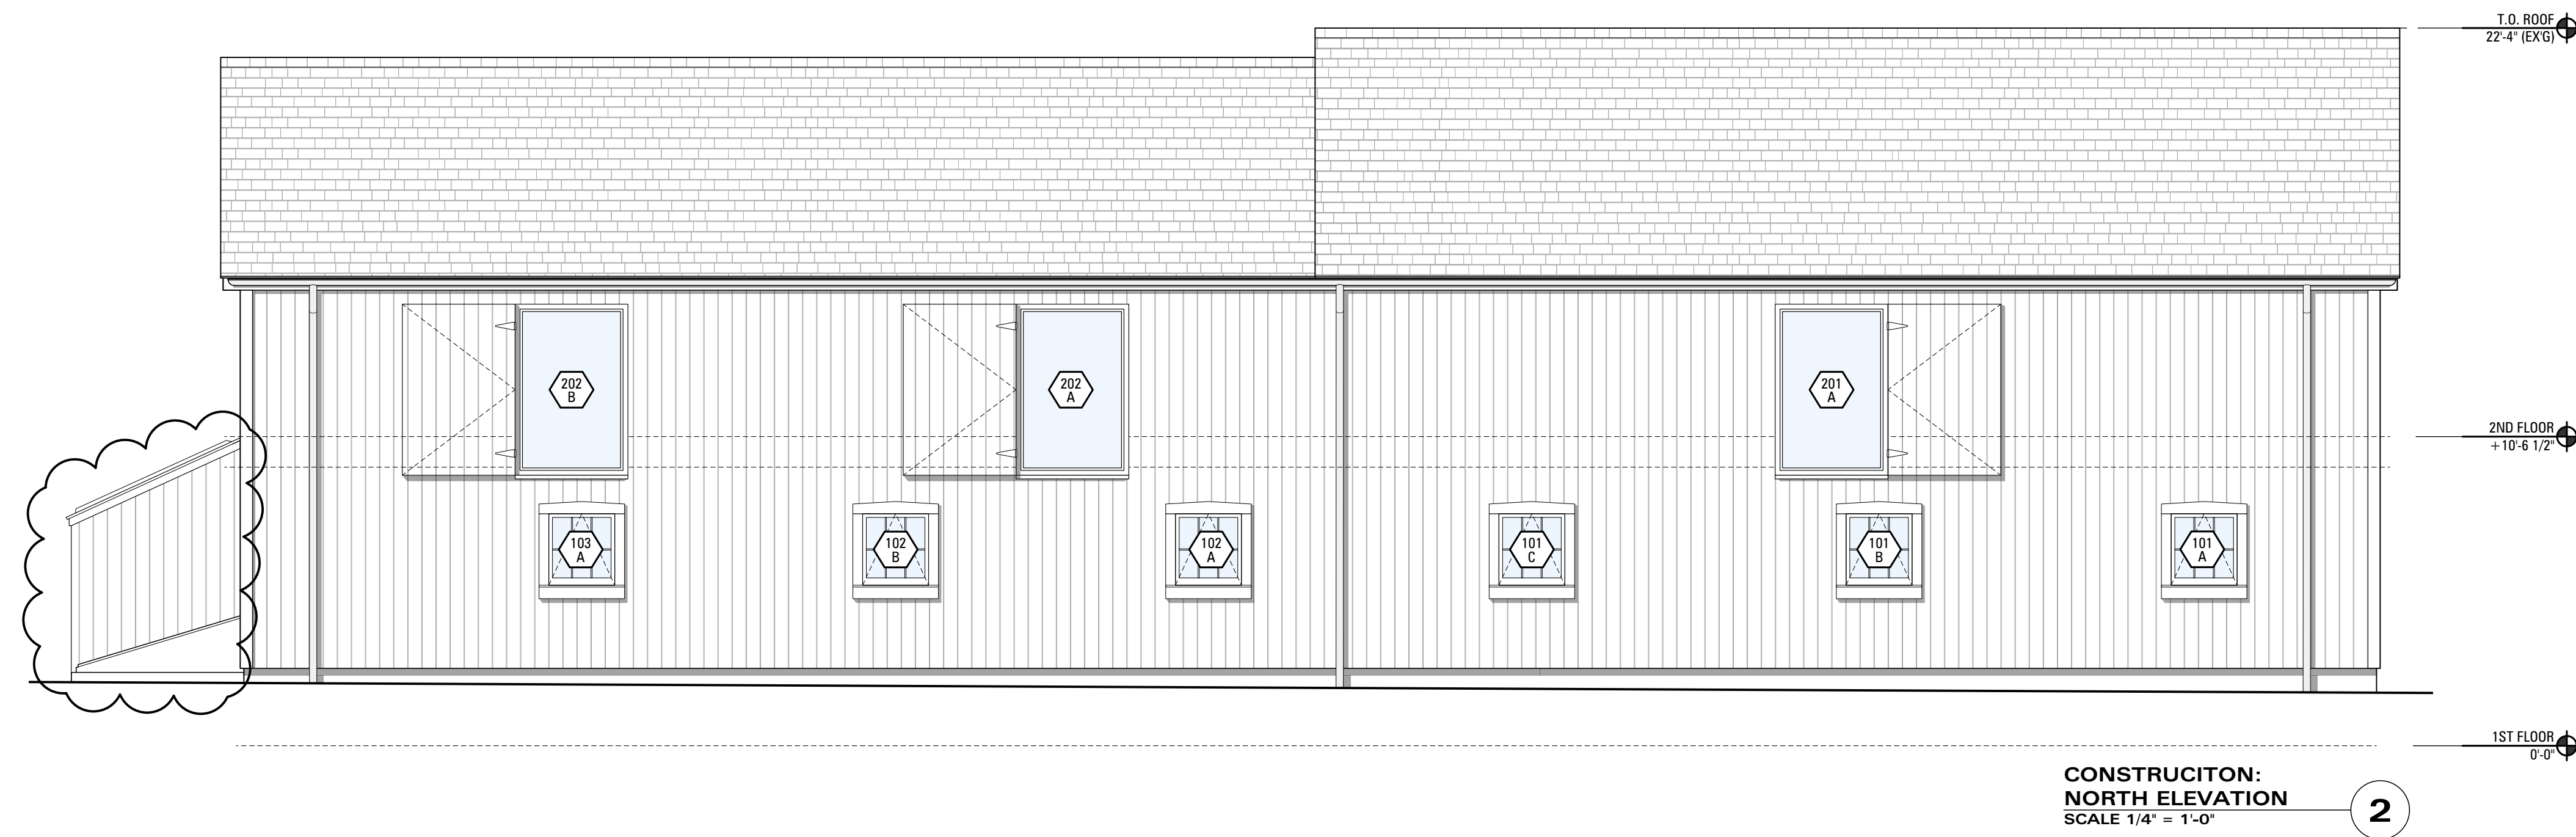 T.O. ROOF
22'-4" (EX'G)
202
B
202
A
201
A
2ND FLOOR
+10'-6 1/2"
103
A
102
B
102
A
101
C
101
B
101
A
1ST FLOOR
0'-0"
CONSTRUCITON:
NORTH ELEVATION
SCALE 1/4" = 1'-0"
2